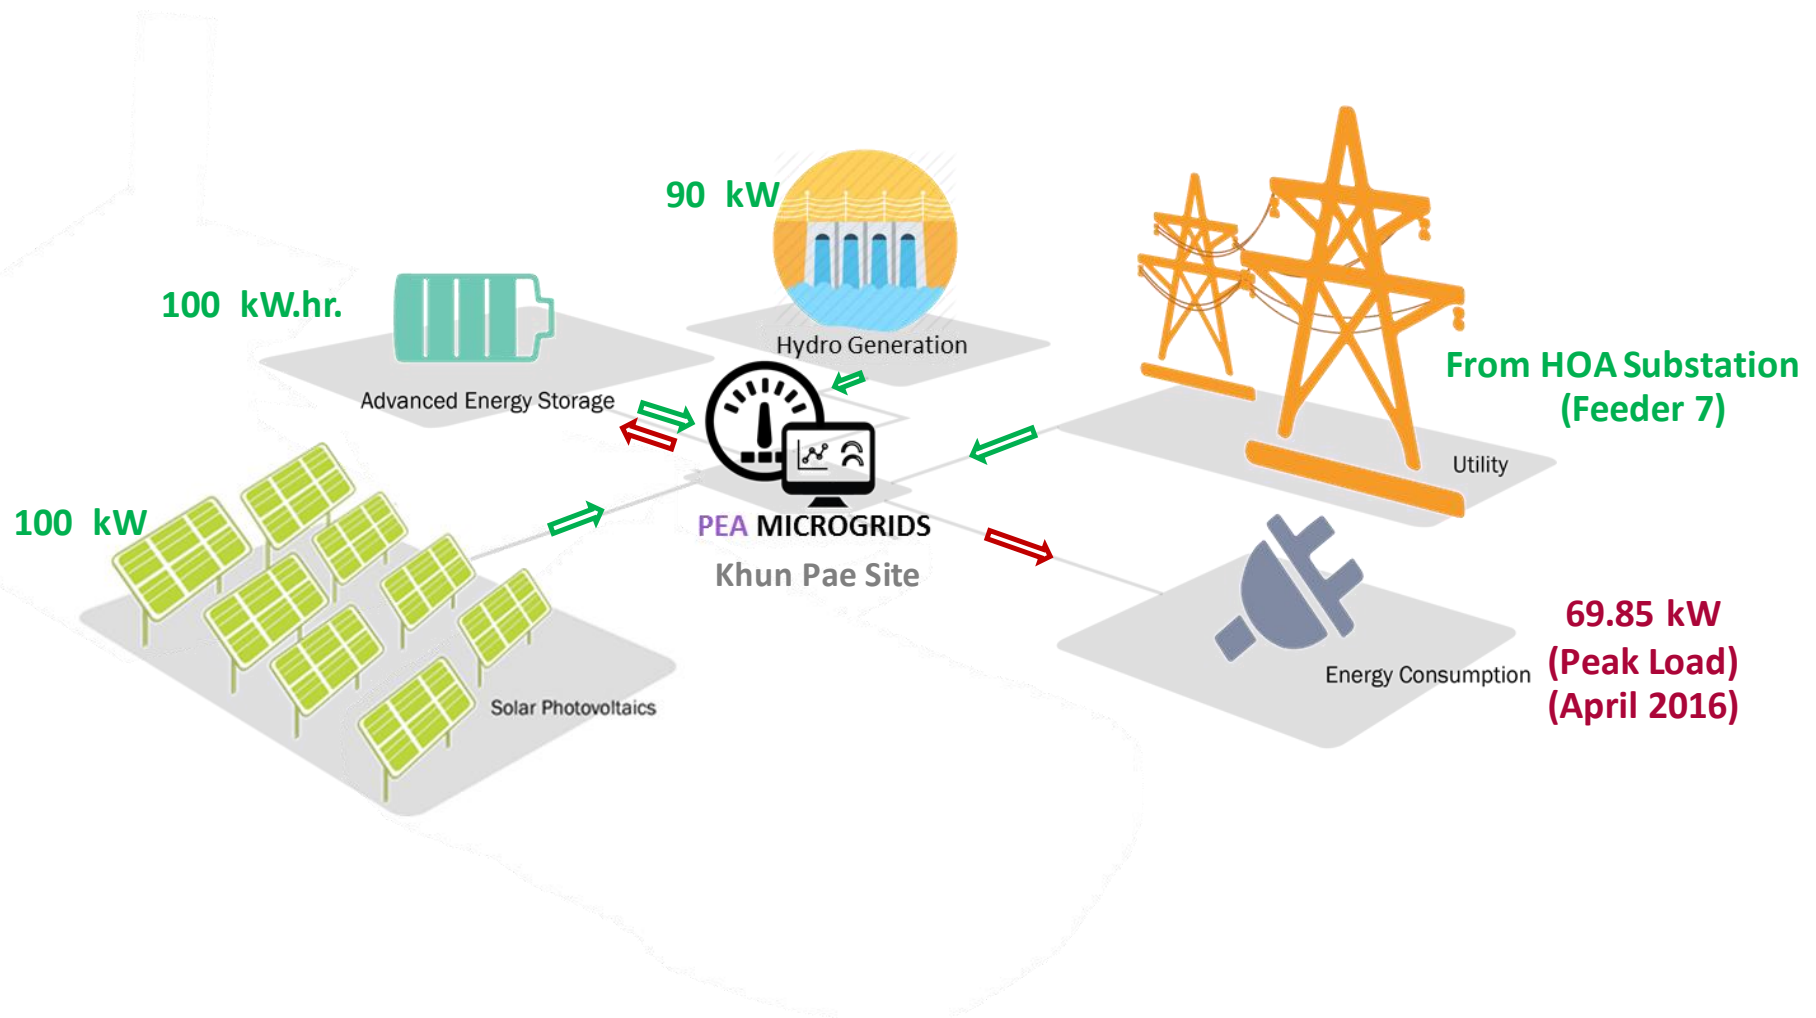 90 kW
100 kW.hr.
Hydro Generation
From HOA Substation
(Feeder 7)
Advanced Energy Storage
Utility
100 kW
PEA MICROGRIDS
Khun Pae Site
69.85 kW
(Peak Load)
(April 2016)
Energy Consumption
Solar Photovoltaics